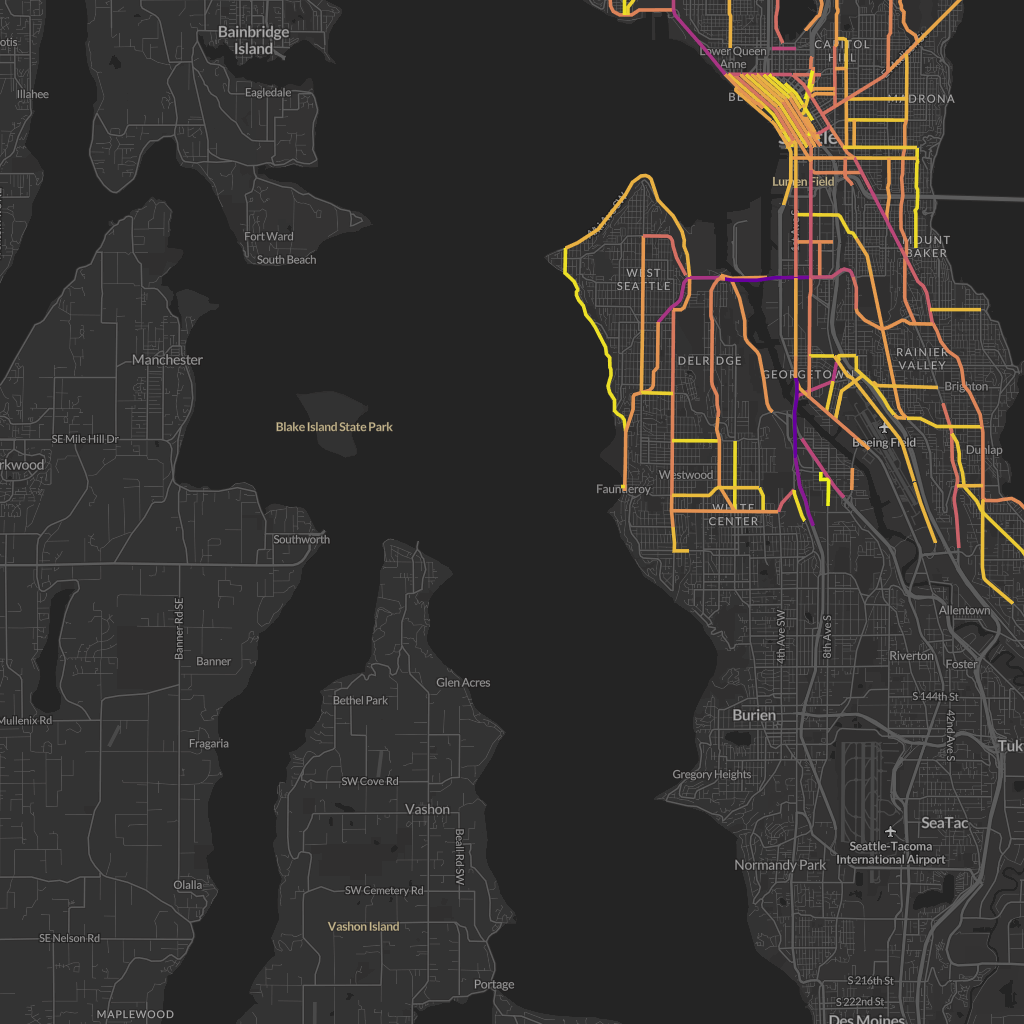 Bainbridge
Island
Illahee
Eagledale
Lower Queen
Anne
CAPITOL
HILL
MADRONA
Lumen Field
Fort Ward
South Beach
MOUNT
BAKER
WEST
SEATTLE
Manchester
DELRIDGE
RAINIER
VALLEY
GEORGETOWN
Brighton
Blake Island State Park
SE Mile Hill Dr
Boeing Field
Dunlap
Westwood
Fauntleroy
WHITE
CENTER
Southworth
Banner Rd SE
Allentown
4th Ave SW
8th Ave S
Banner
Riverton
Foster
Glen Acres
Bethel Park
S 144th St
42nd Ave S
Mullenix Rd
Burien
Fragaria
Tuk
Gregory Heights
SW Cove Rd
Vashon
SeaTac
Beall Rd SW
Seattle-Tacoma
International Airport
Normandy Park
Olalla
SW Cemetery Rd
Vashon Island
SE Nelson Rd
S 216th St
Portage
S 222nd St
MAPLEWOOD
Des Moines